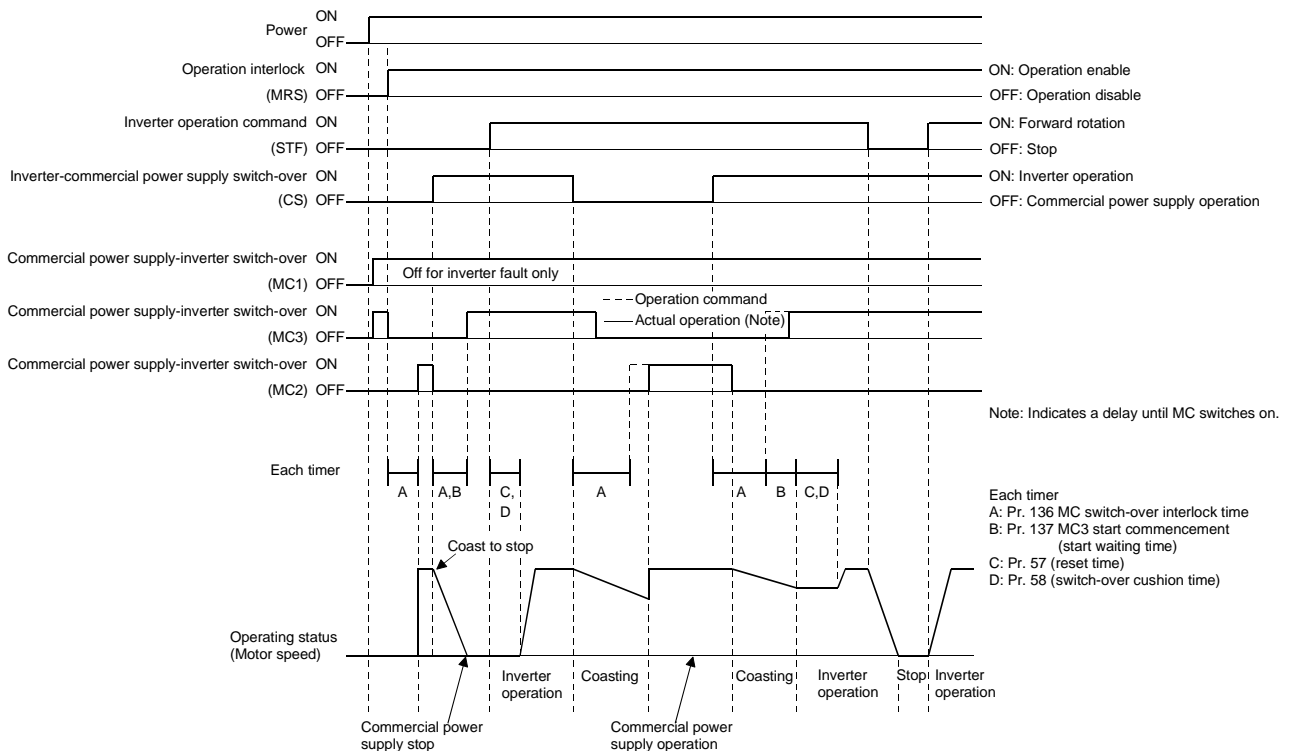 Power ON
OFF
Operation interlock ON
(MRS) OFF
ON: Operation enable
OFF: Operation disable
Inverter operation command ON
(STF) OFF
ON: Forward rotation
OFF: Stop
Inverter-commercial power supply switch-over ON
(CS) OFF
ON: Inverter operation
OFF: Commercial power supply operation
Commercial power supply-inverter switch-over ON
(MC1) OFF
Off for inverter fault only
Operation command
Commercial power supply-inverter switch-over ON
(MC3) OFF
Actual operation (Note)
Commercial power supply-inverter switch-over ON
(MC2) OFF
Note: Indicates a delay until MC switches on.
Each timer
A
A,B
C,
D
A
A
B
C,D
Each timer
A: Pr. 136 MC switch-over interlock time
B: Pr. 137 MC3 start commencement
(start waiting time)
C: Pr. 57 (reset time)
D: Pr. 58 (switch-over cushion time)
Coast to stop
Operating status
(Motor speed)
Inverter
operation
Coasting
Coasting
Inverter
operation
Stop
Inverter
operation
Commercial power
supply stop
Commercial power
supply operation